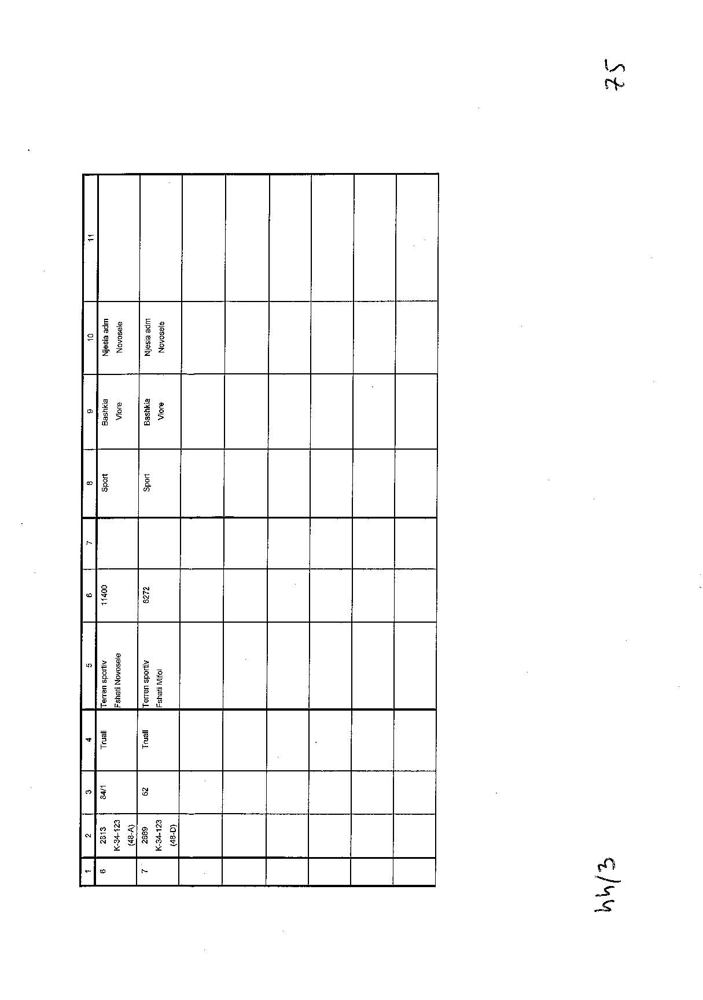 1 2 3 4 5 6 7 8 9 10 11
6 2813 84/1 Truall Terren sportiv 11400 Sport Bashkia Njesia adm
K-34-123 Fshati Novosele Vlore Novosele
(48-A)
7 2689 62 Truall Terren sportiv 6272 Sport Bashkia Njesia adm
K-34-123 Fshati Mifol Vlore Novosele
(48-D)
44/3 75